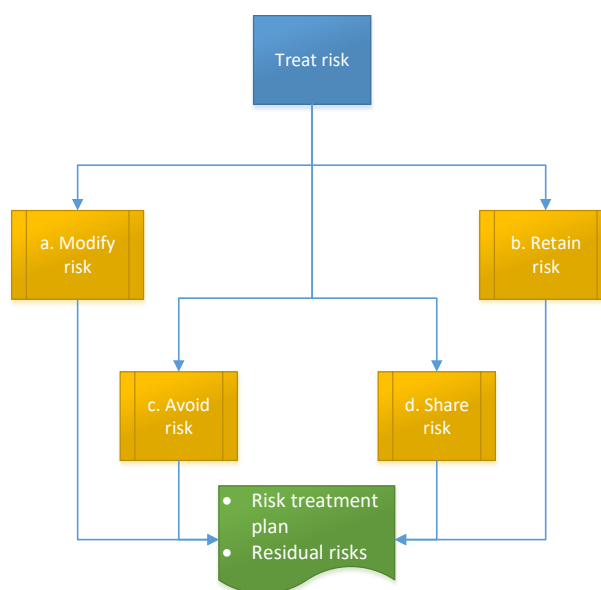 Treat risk
a. Modify
risk
b. Retain
risk
c. Avoid
risk
d. Share
risk
• Risk treatment
plan
• Residual risks